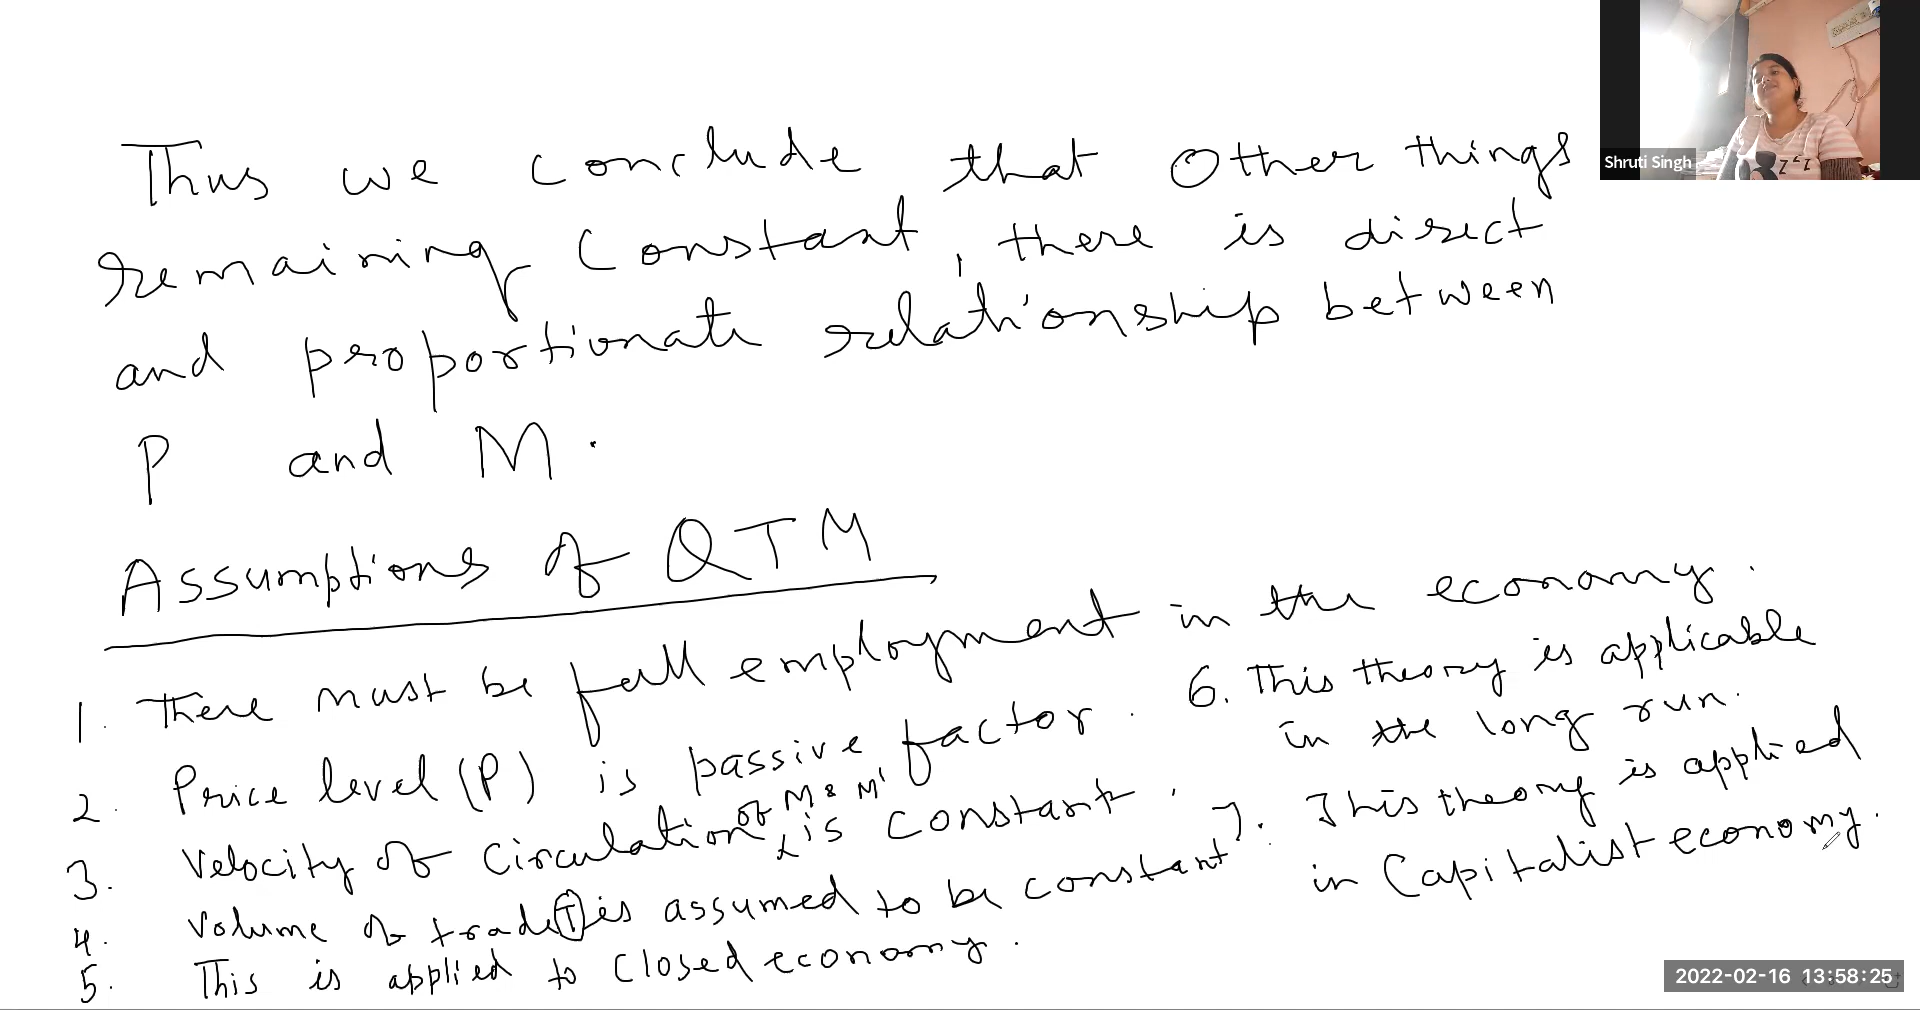 Thus we conclude that other things
remaining constant, there is direct
and proportionate relationship between
P and M.
Assumptions of QTM
1. There must be full employment in the economy.
2. Price level (P) is passive factor.
3. Velocity of circulation of M & M' is constant.
4. Volume of trade (T) is assumed to be constant
5. This is applied to closed economy.
6. This theory is applicable
in the long run.
7. This theory is applied
in Capitalist economy.
Shruti Singh
2022-02-16 13:58:25